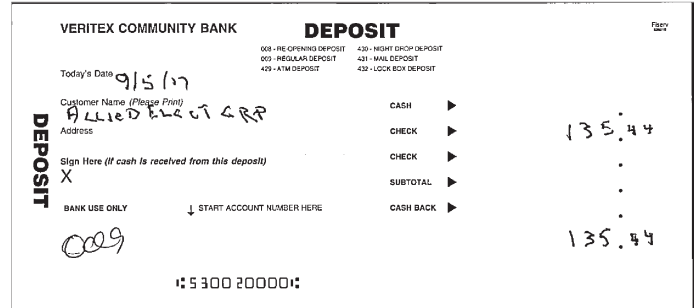 VERITEX COMMUNITY BANK
DEPOSIT
Fiserv
008 - RE-OPENING DEPOSIT 430 - NIGHT DROP DEPOSIT
009 - REGULAR DEPOSIT 431 - MAIL DEPOSIT
429 - ATM DEPOSIT 432 - LOCK BOX DEPOSIT
Today's Date 9/5/17
Customer Name (Please Print)
ALLIED ELECT GRP
CASH
Address
CHECK 135.44
CHECK
Sign Here (If cash is received from this deposit)
X
SUBTOTAL
BANK USE ONLY ↓ START ACCOUNT NUMBER HERE CASH BACK
009
135.44
⑆530020000⑆
DEPOSIT